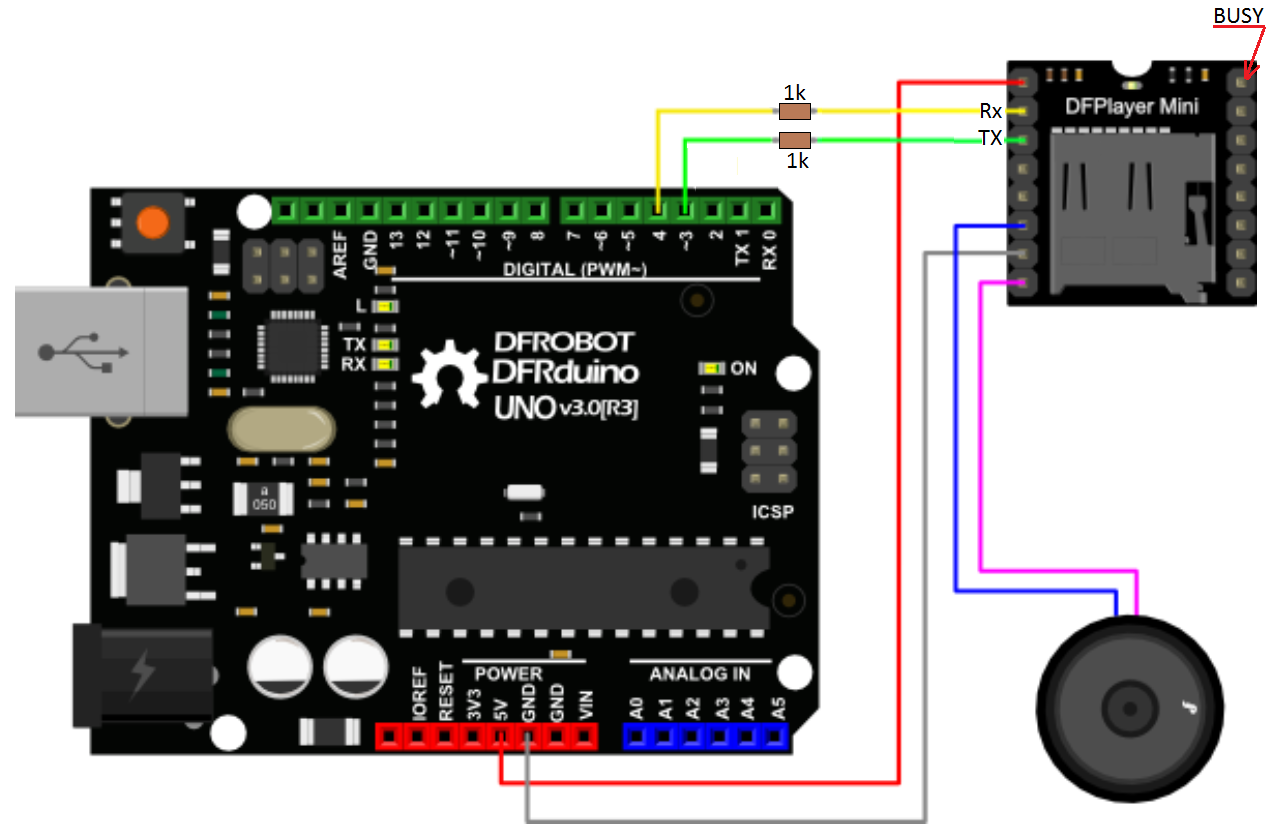 BUSY
1k
Rx
DFPlayer Mini
TX
1k
AREF
GND
13
12
~11
~10
~9
8
7
~6
~5
4
~3
2
TX 1
RX 0
DIGITAL (PWM~)
L
TX
RX
DFROBOT
DFRduino
UNO v3.0[R3]
ON
a
050
ICSP
POWER
ANALOG IN
IOREF
RESET
3V3
5V
GND
GND
VIN
A0
A1
A2
A3
A4
A5